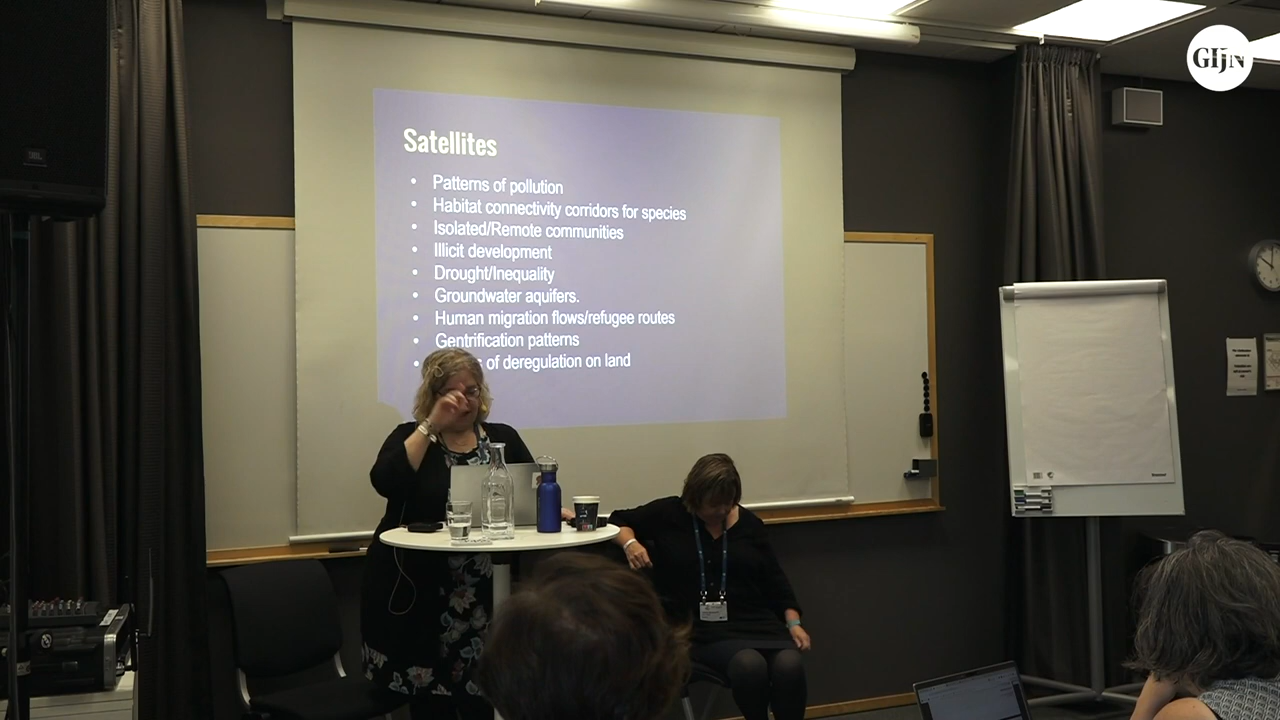 GIJN
Satellites
• Patterns of pollution
• Habitat connectivity corridors for species
• Isolated/Remote communities
• Illicit development
• Drought/Inequality
• Groundwater aquifers.
• Human migration flows/refugee routes
• Gentrification patterns
• of deregulation on land
JBL